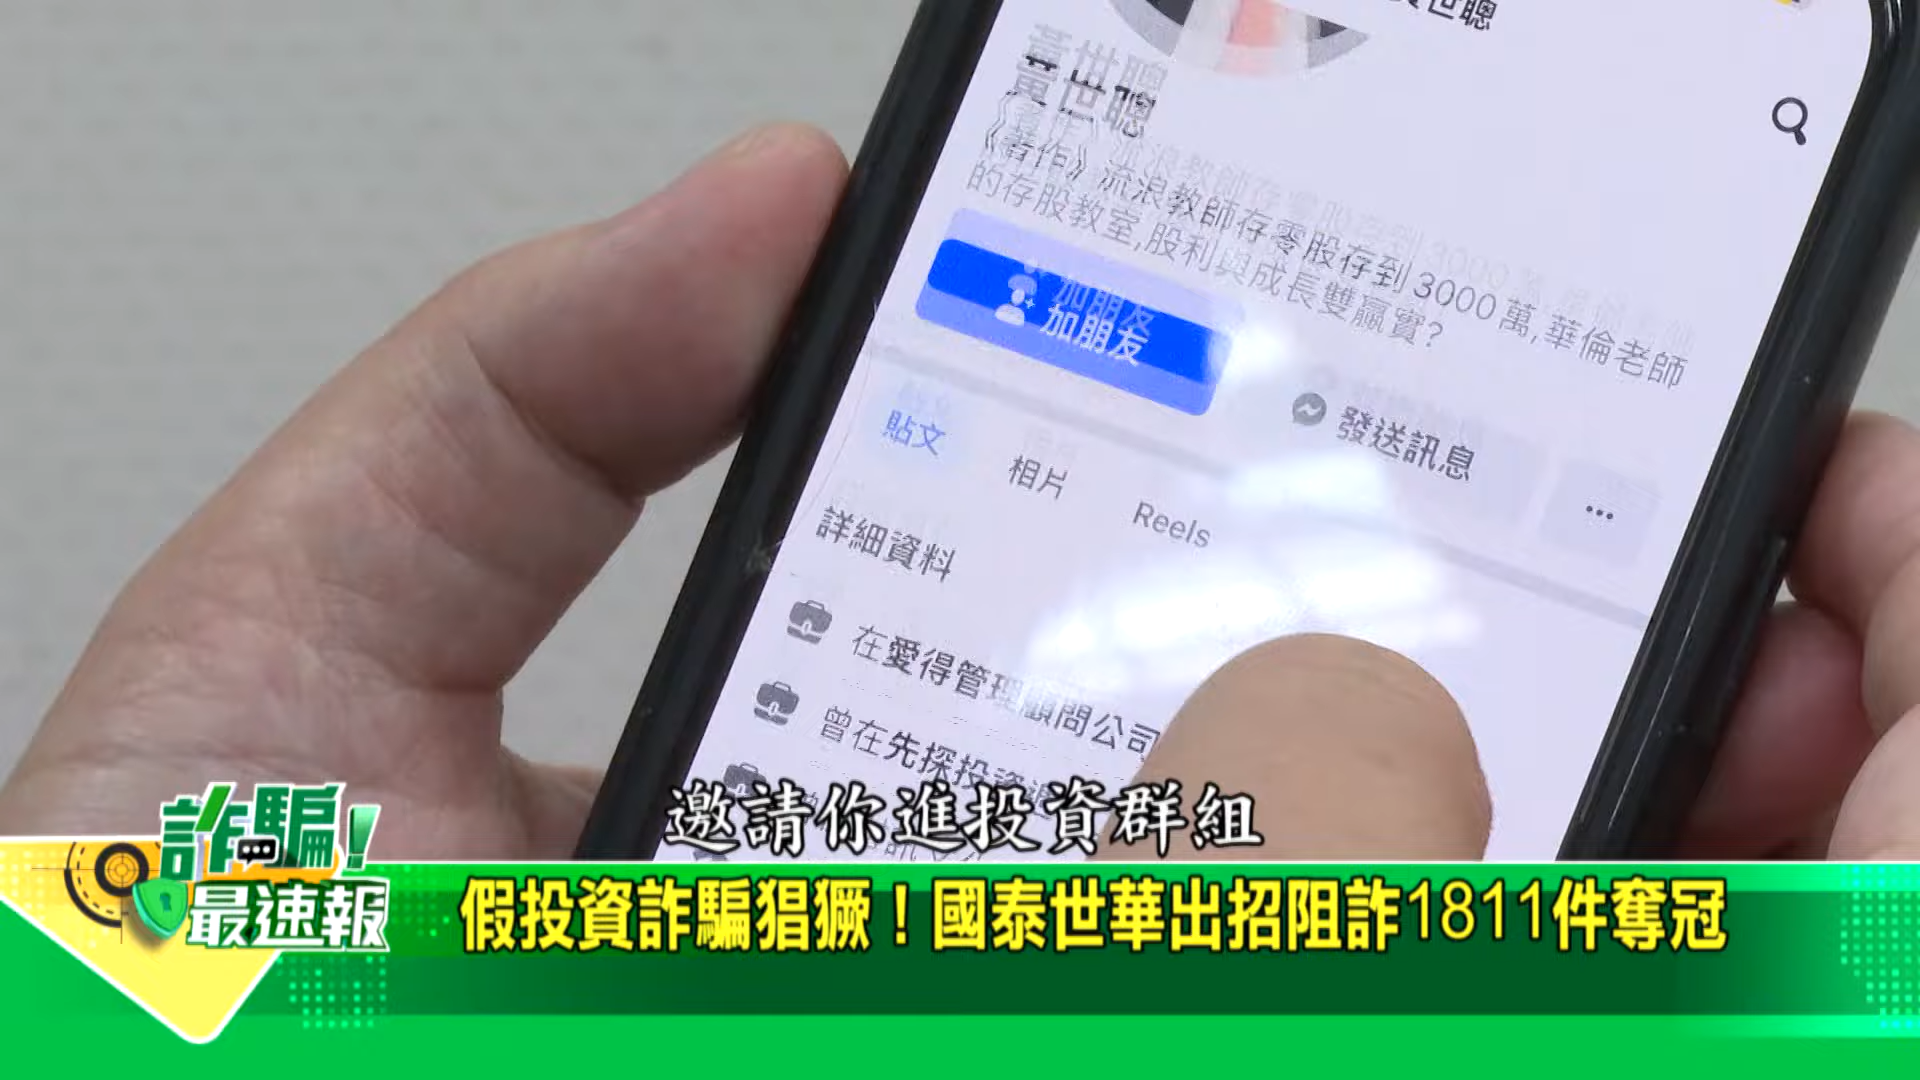 黃世聰
《著作》流浪教師存零股存到3000萬,華倫老師
的存股教室,股利與成長雙贏實?
加朋友
發送訊息
...
貼文
相片
Reels
詳細資料
在愛得管理顧問公司
曾在先探投資週
邀請你進投資群組
詐騙!
最速報
假投資詐騙猖獗!國泰世華出招阻詐1811件奪冠